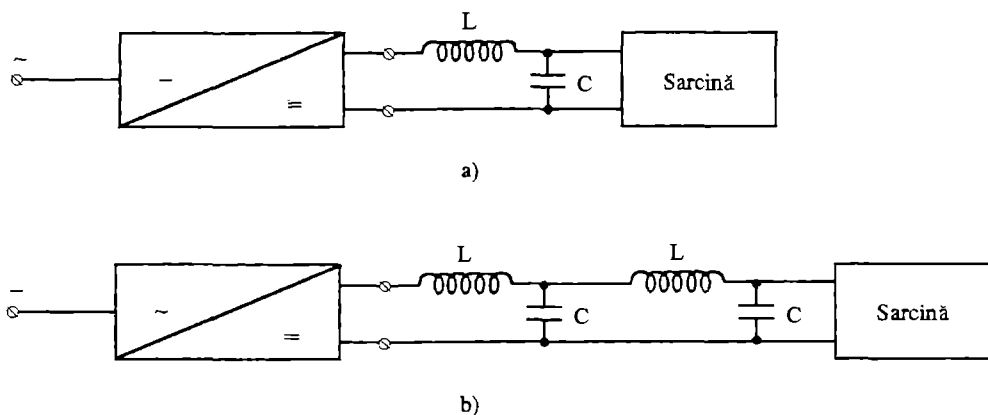 L
~
–
=
C
Sarcină
a)
L
L
–
~
=
C
C
Sarcină
b)